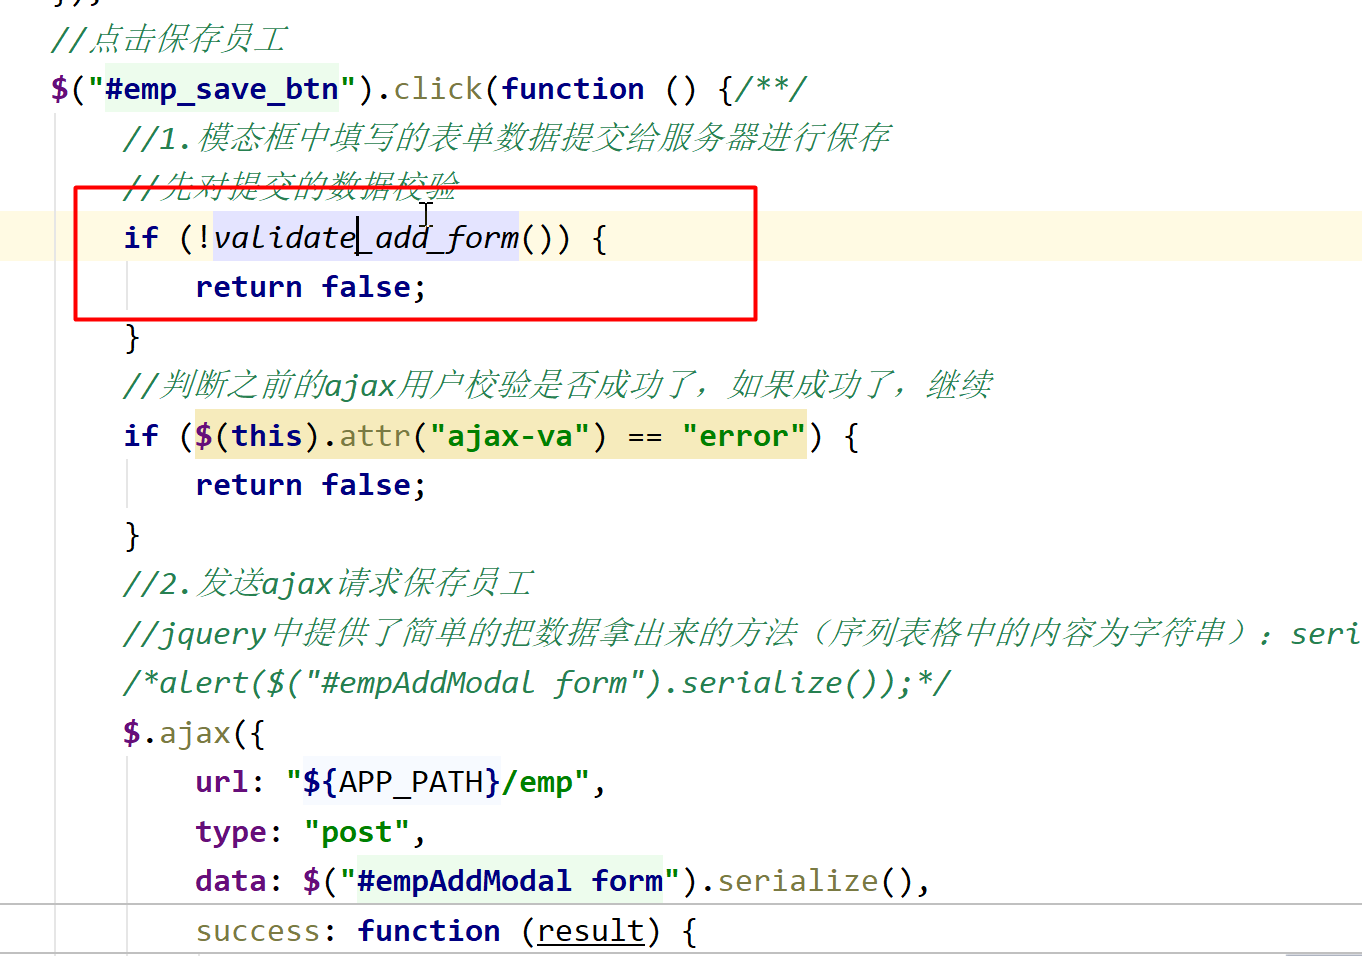 //点击保存员工
$("#emp_save_btn").click(function () {/**/
//1.模态框中填写的表单数据提交给服务器进行保存
//先对提交的数据校验
if (!validate_add_form()) {
return false;
}
//判断之前的ajax用户校验是否成功了，如果成功了，继续
if ($(this).attr("ajax-va") == "error") {
return false;
}
//2.发送ajax请求保存员工
//jquery中提供了简单的把数据拿出来的方法（序列表格中的内容为字符串）：seri
/*alert($("#empAddModal form").serialize());*/
$.ajax({
url: "${APP_PATH}/emp",
type: "post",
data: $("#empAddModal form").serialize(),
success: function (result) {